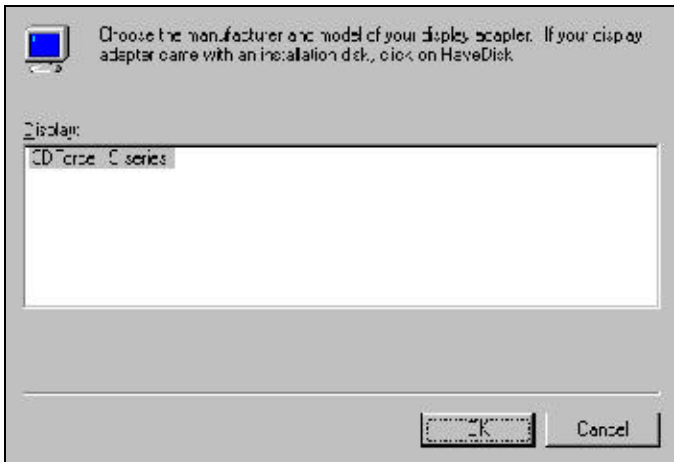 Choose the manufacturer and model of your display adapter. If your display
adapter came with an installation disk, click on HaveDisk
Display:
series
OK
Cancel